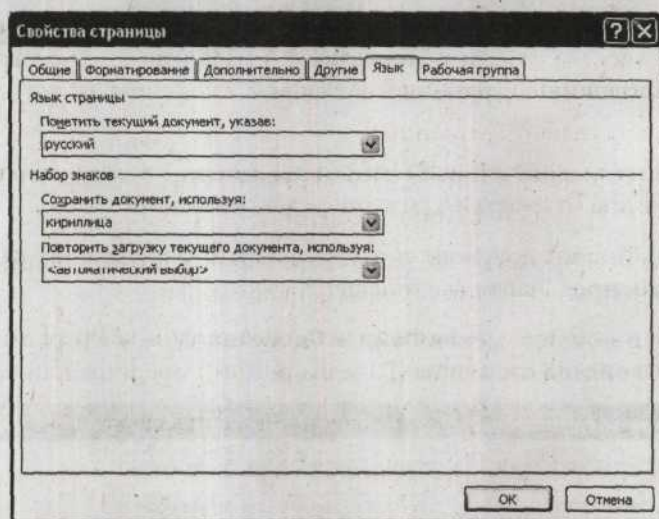 Свойства страницы
Общие Форматирование Дополнительно Другие Язык Рабочая группа
Язык страницы
Пометить текущий документ, указав:
русский
Набор знаков
Сохранить документ, используя:
кириллица
Повторить загрузку текущего документа, используя:
<автоматический выбор>
ОК Отмена